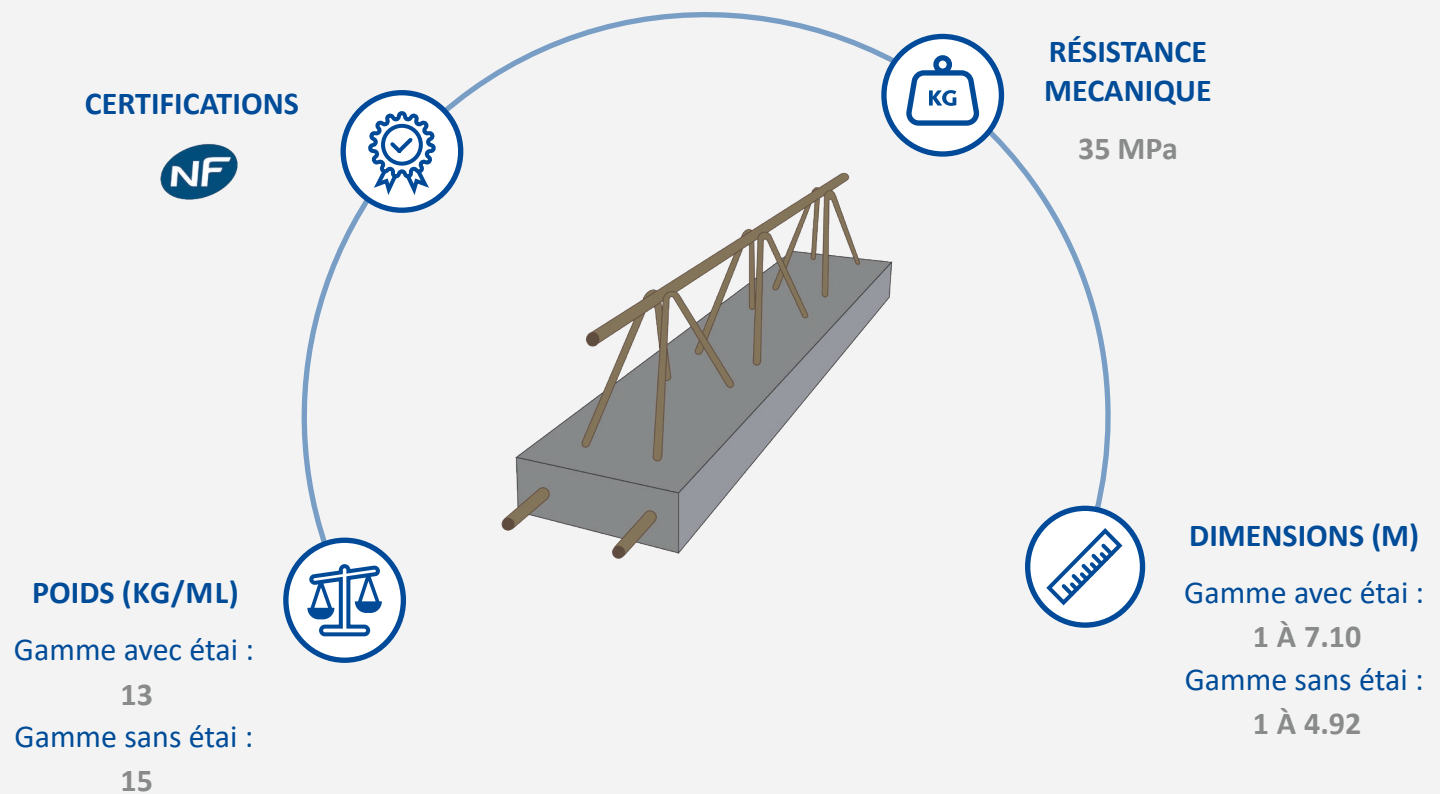 CERTIFICATIONS
NF
RÉSISTANCE
MECANIQUE
KG
35 MPa
POIDS (KG/ML)
Gamme avec étai :
13
Gamme sans étai :
15
DIMENSIONS (M)
Gamme avec étai :
1 À 7.10
Gamme sans étai :
1 À 4.92